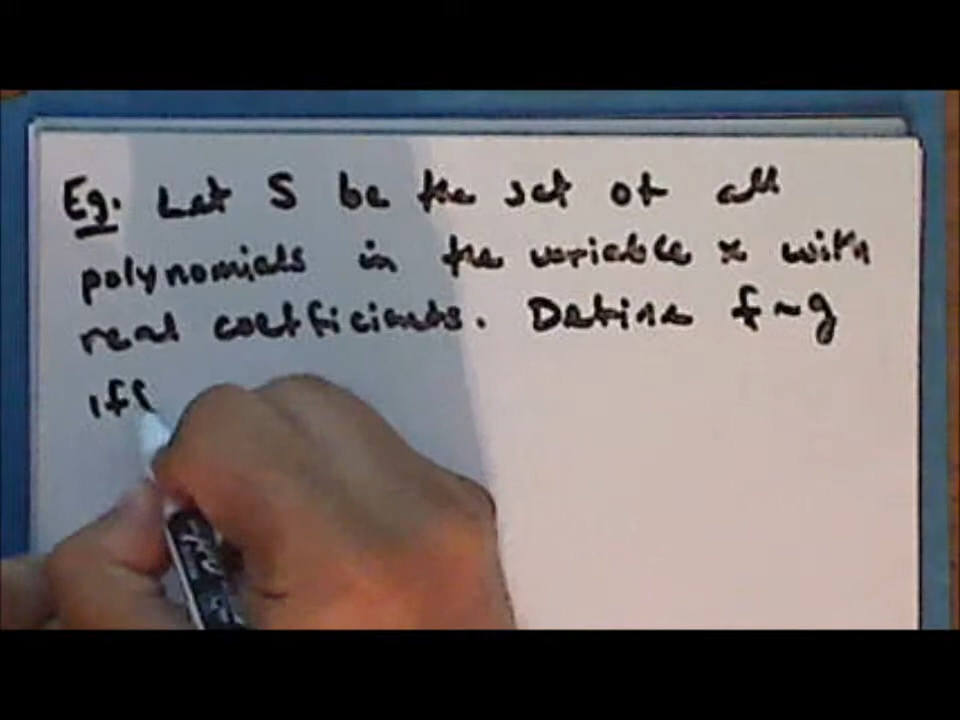 Eg. Let S be the set of all
polynomials in the variable x with
real coefficients. Define f ~ g
iff